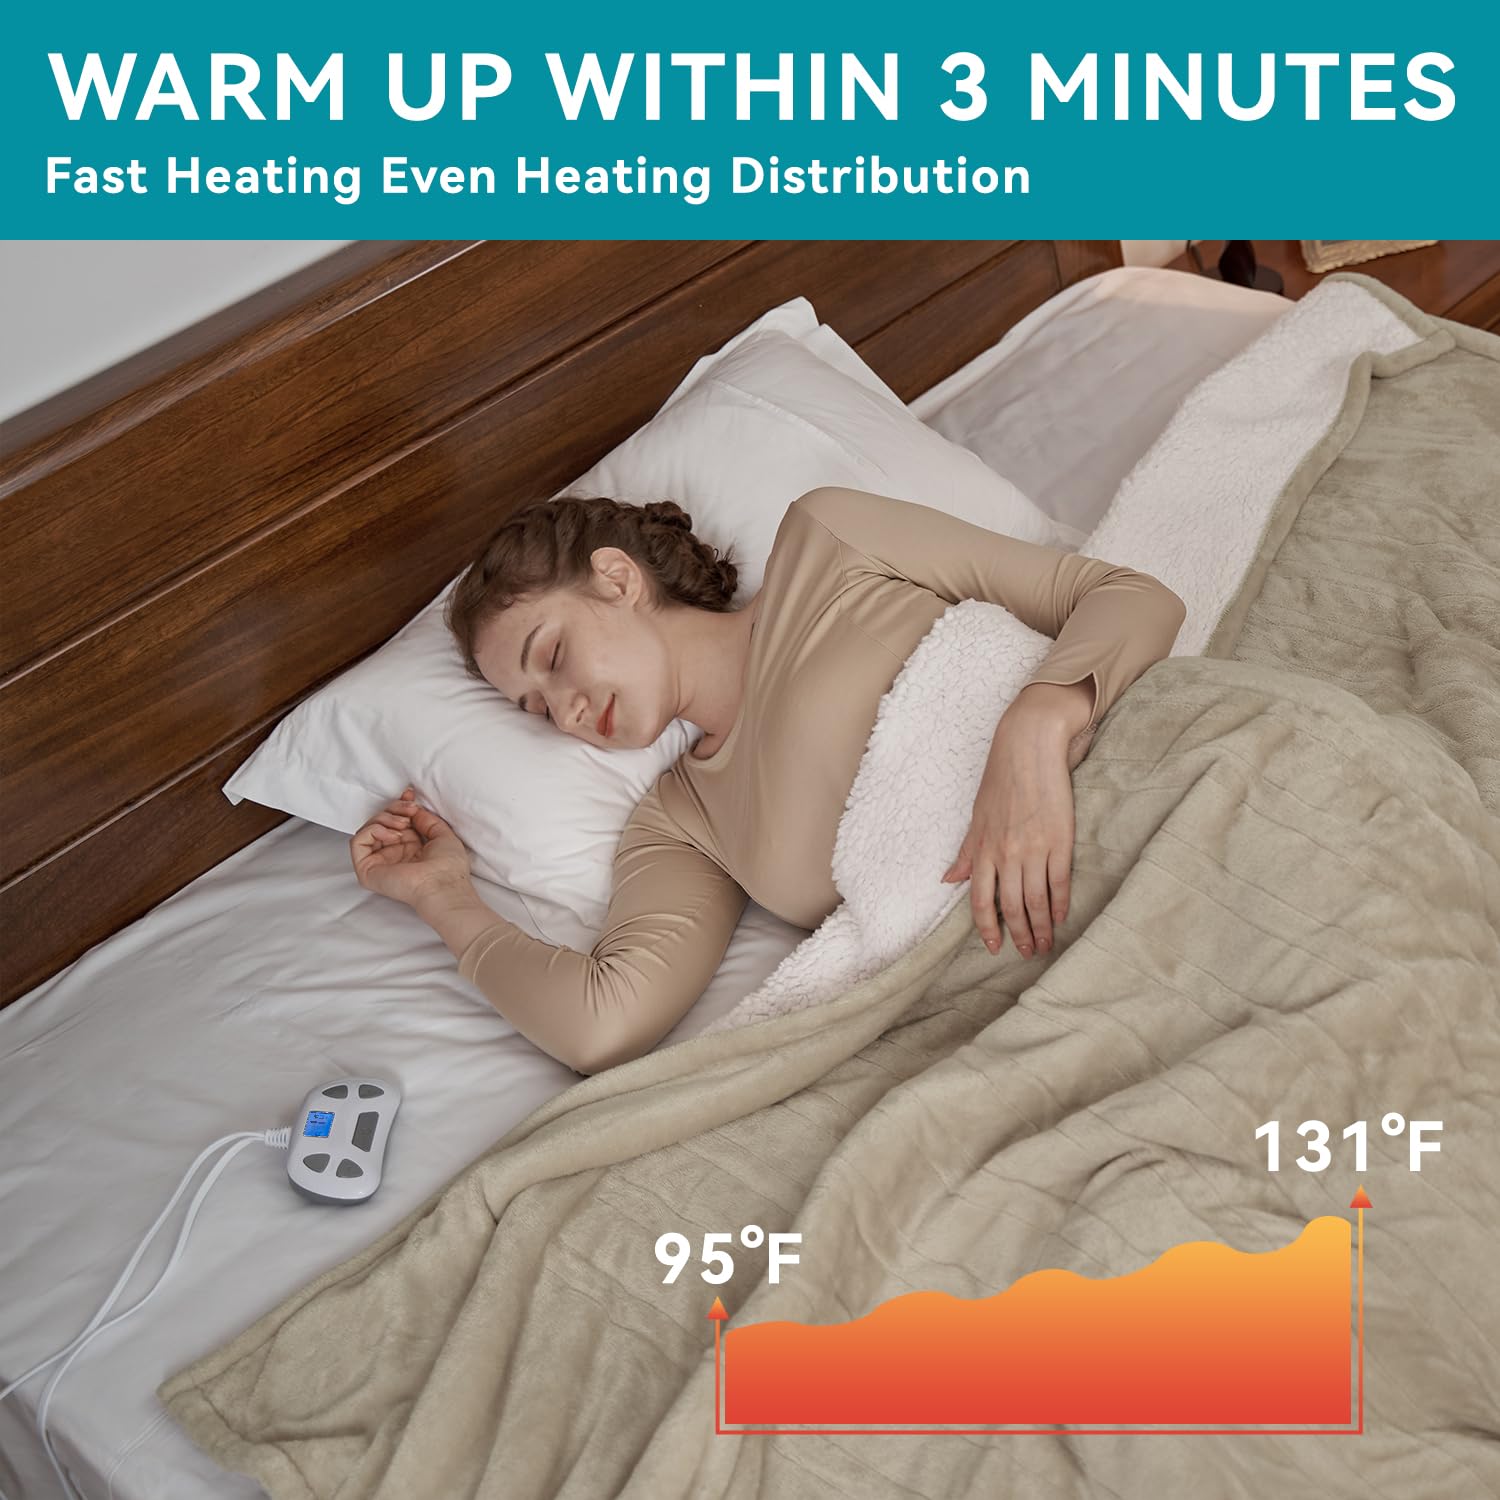 WARM UP WITHIN 3 MINUTES
Fast Heating Even Heating Distribution
131°F
95°F